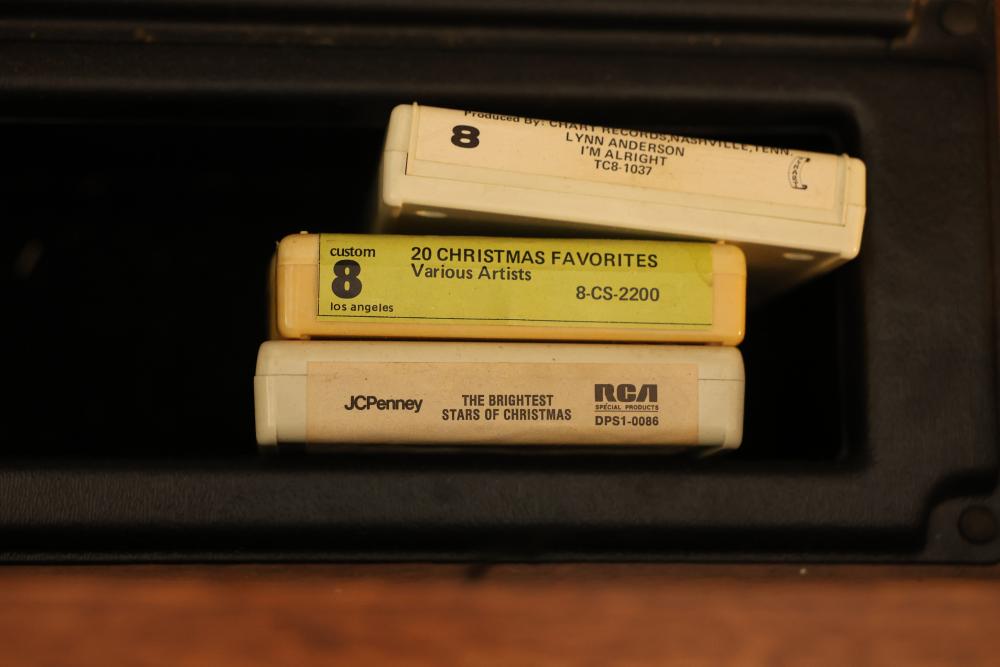 Produced By: CHART RECORDS, NASHVILLE, TENN.
8
LYNN ANDERSON
I'M ALRIGHT
TC8-1037
CHART
custom
8
los angeles
20 CHRISTMAS FAVORITES
Various Artists
8-CS-2200
JCPenney
THE BRIGHTEST
STARS OF CHRISTMAS
RCA
SPECIAL PRODUCTS
DPS1-0086